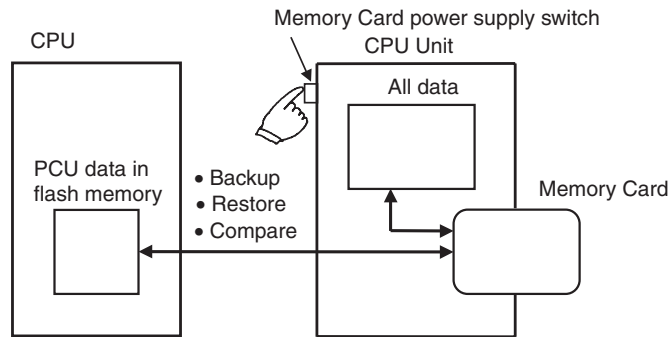 Memory Card power supply switch
CPU
CPU Unit
All data
PCU data in
flash memory
• Backup
• Restore
• Compare
Memory Card